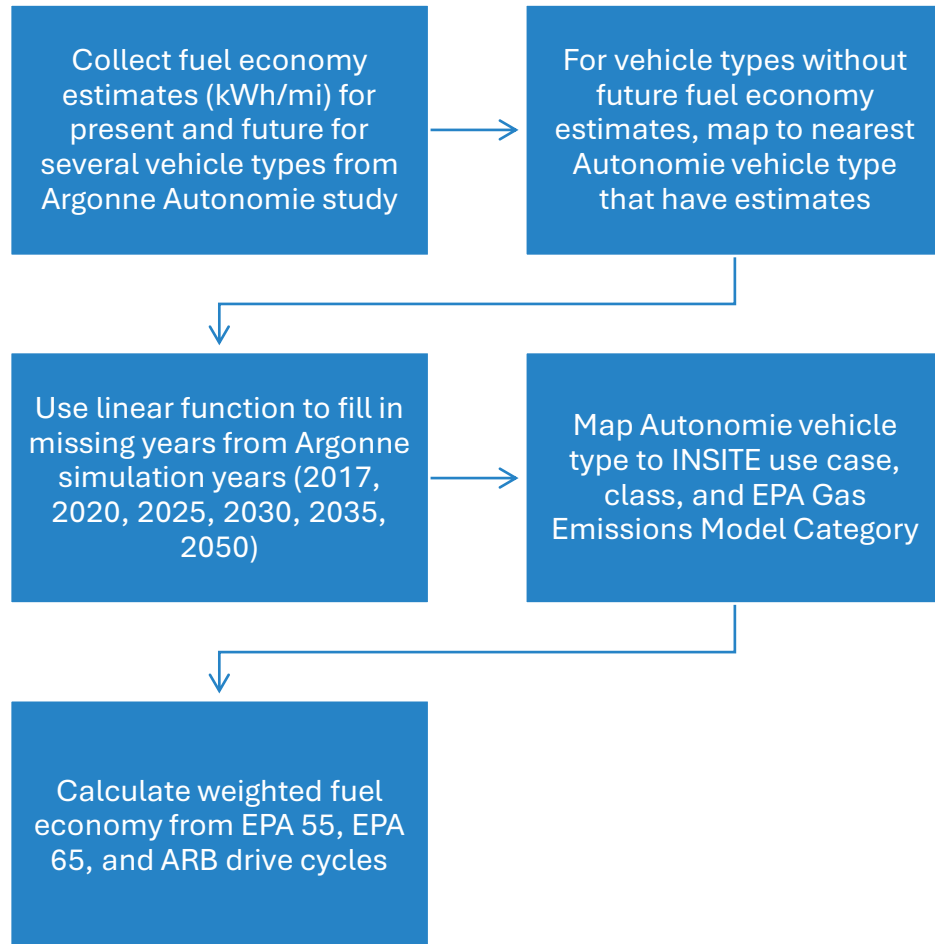 Collect fuel economy
estimates (kWh/mi) for
present and future for
several vehicle types from
Argonne Autonomie study
For vehicle types without
future fuel economy
estimates, map to nearest
Autonomie vehicle type
that have estimates
Use linear function to fill in
missing years from Argonne
simulation years (2017,
2020, 2025, 2030, 2035,
2050)
Map Autonomie vehicle
type to INSITE use case,
class, and EPA Gas
Emissions Model Category
Calculate weighted fuel
economy from EPA 55, EPA
65, and ARB drive cycles